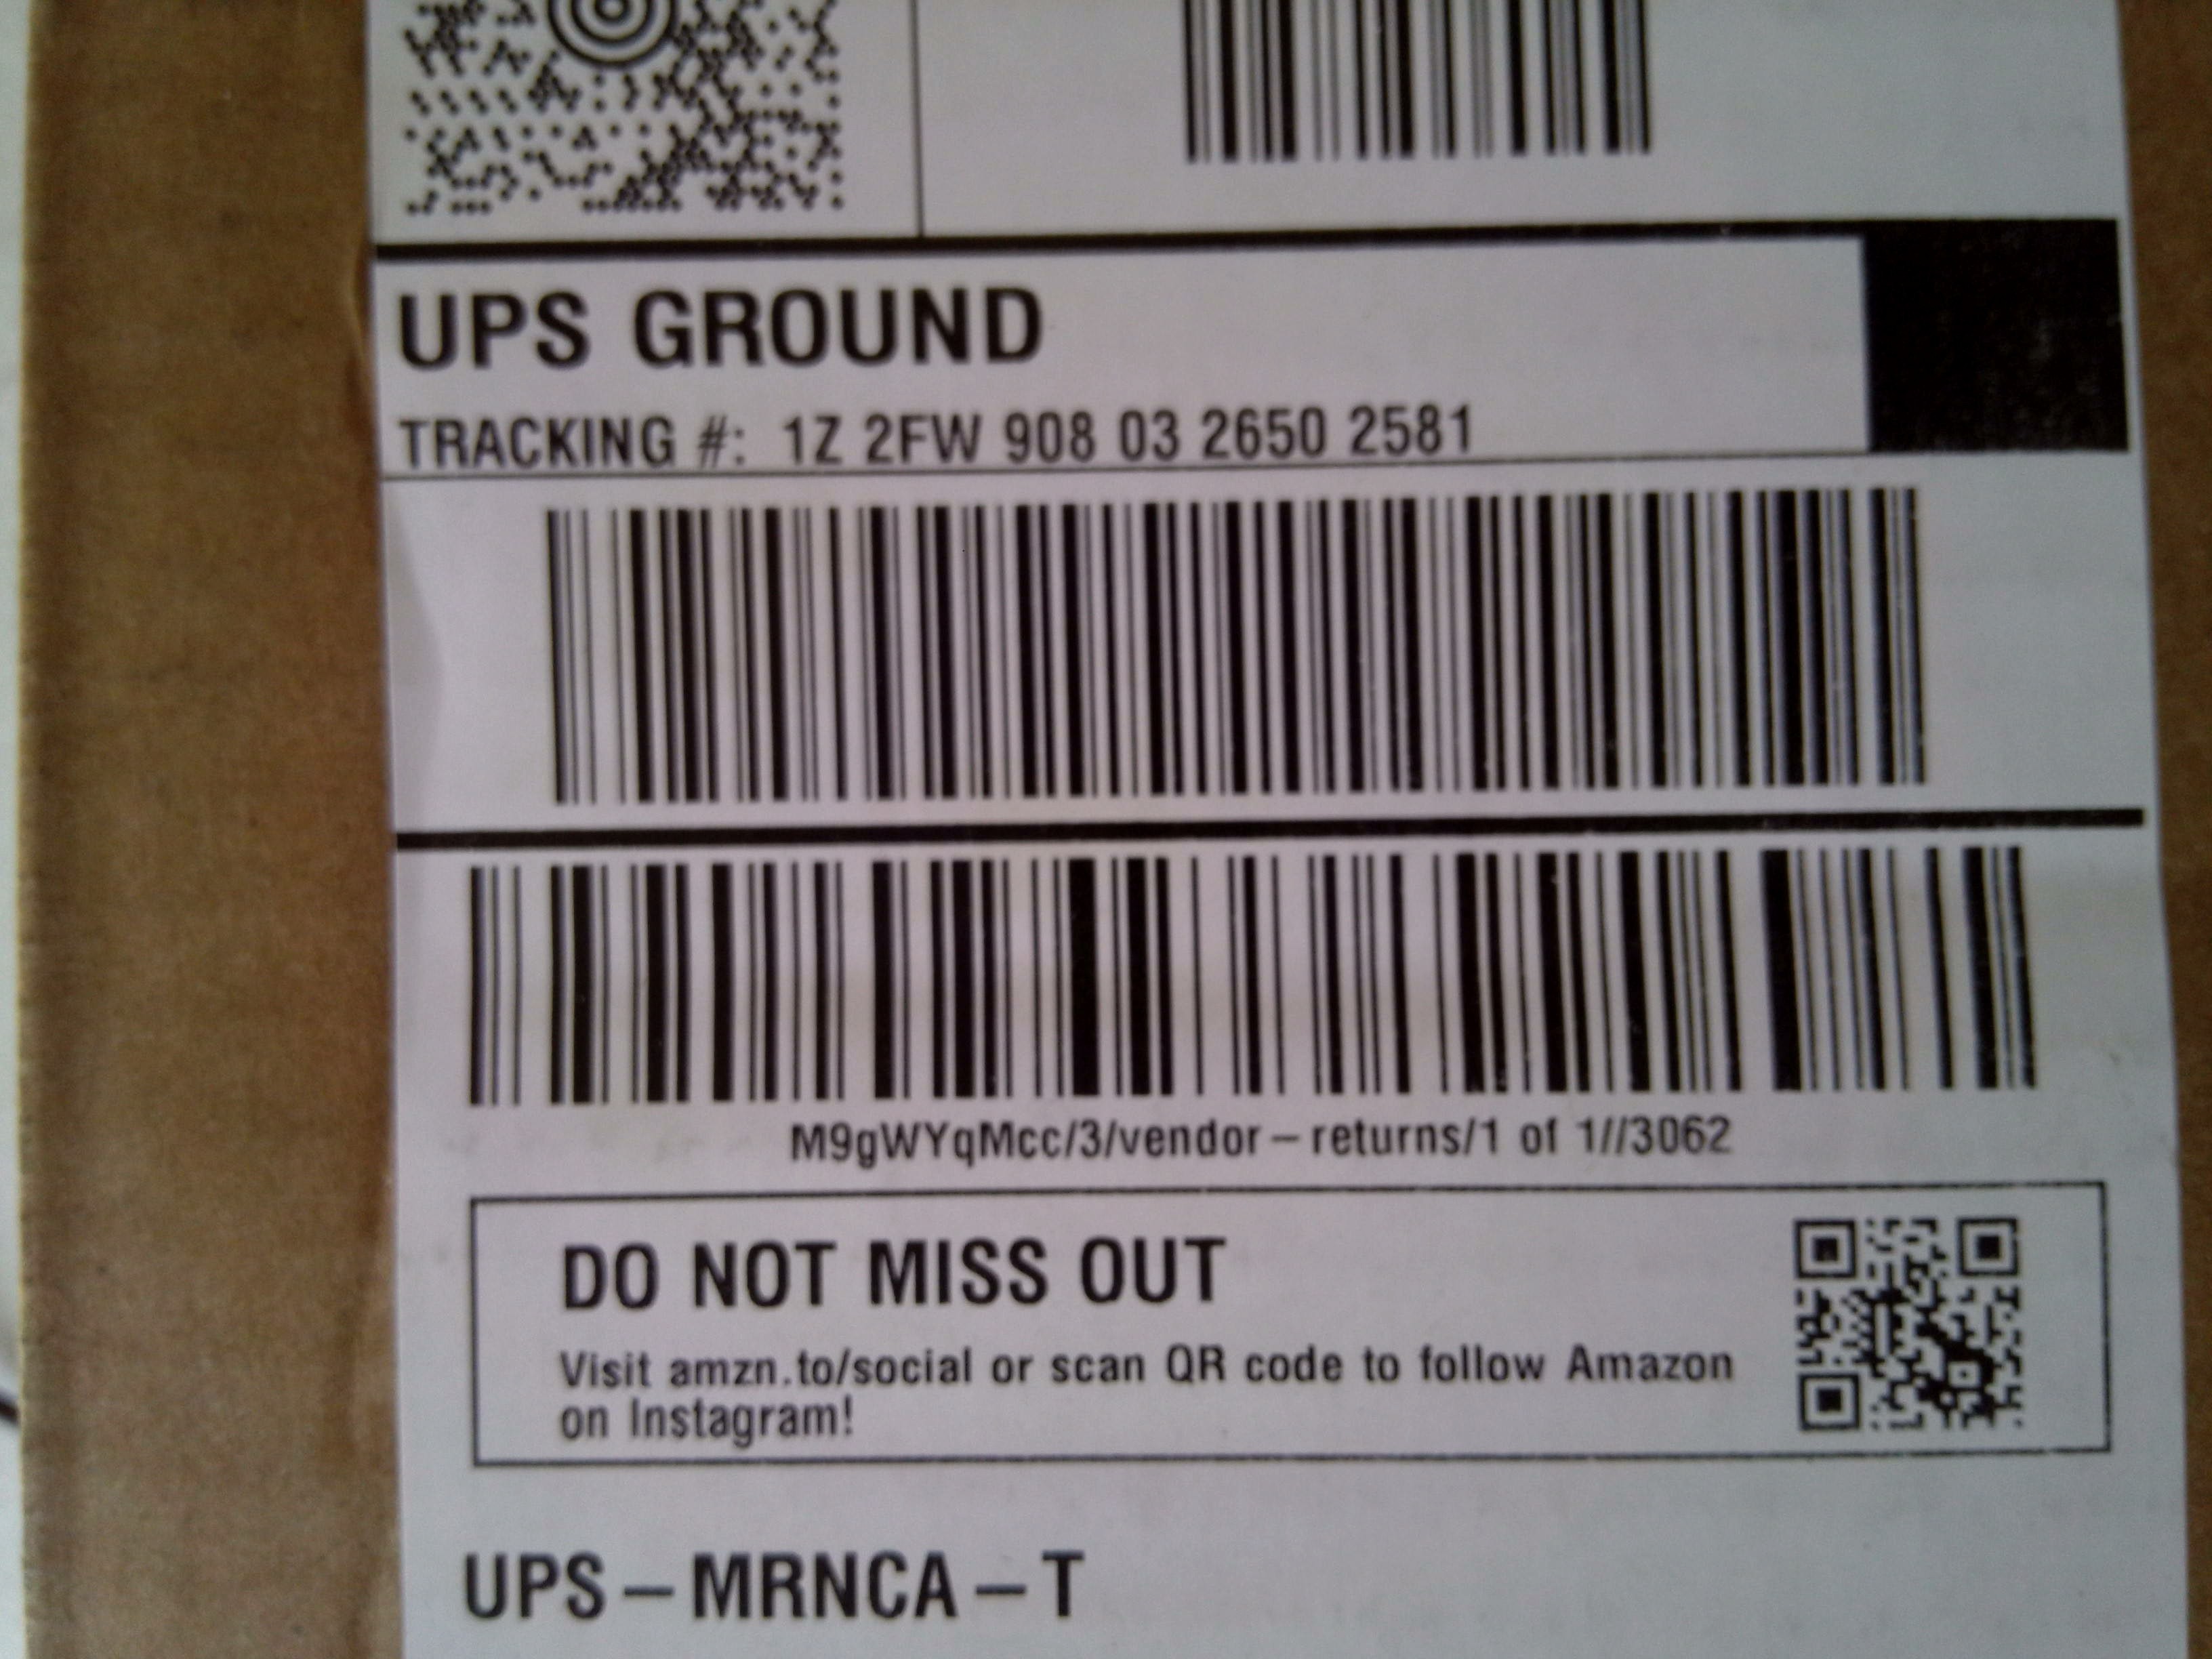 UPS GROUND
TRACKING #: 1Z 2FW 908 03 2650 2581
M9gWYqMcc/3/vendor-returns/1 of 1//3062
DO NOT MISS OUT
Visit amzn.to/social or scan QR code to follow Amazon
on Instagram!
UPS-MRNCA-T